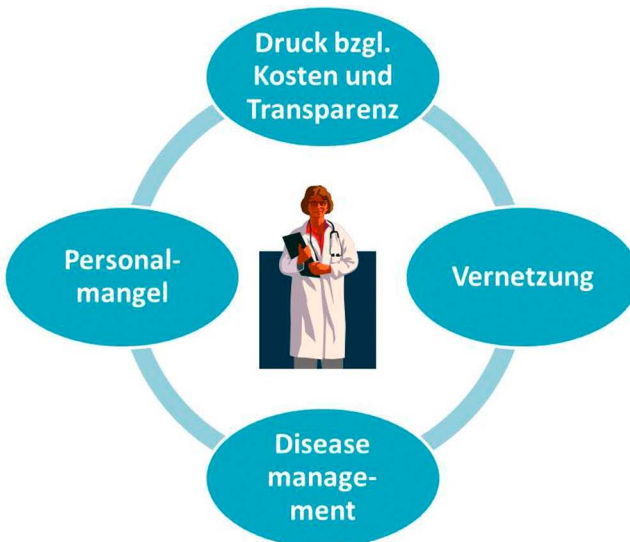 Druck bzgl.
Kosten und
Transparenz
Personal-
mangel
Vernetzung
Disease
manage-
ment